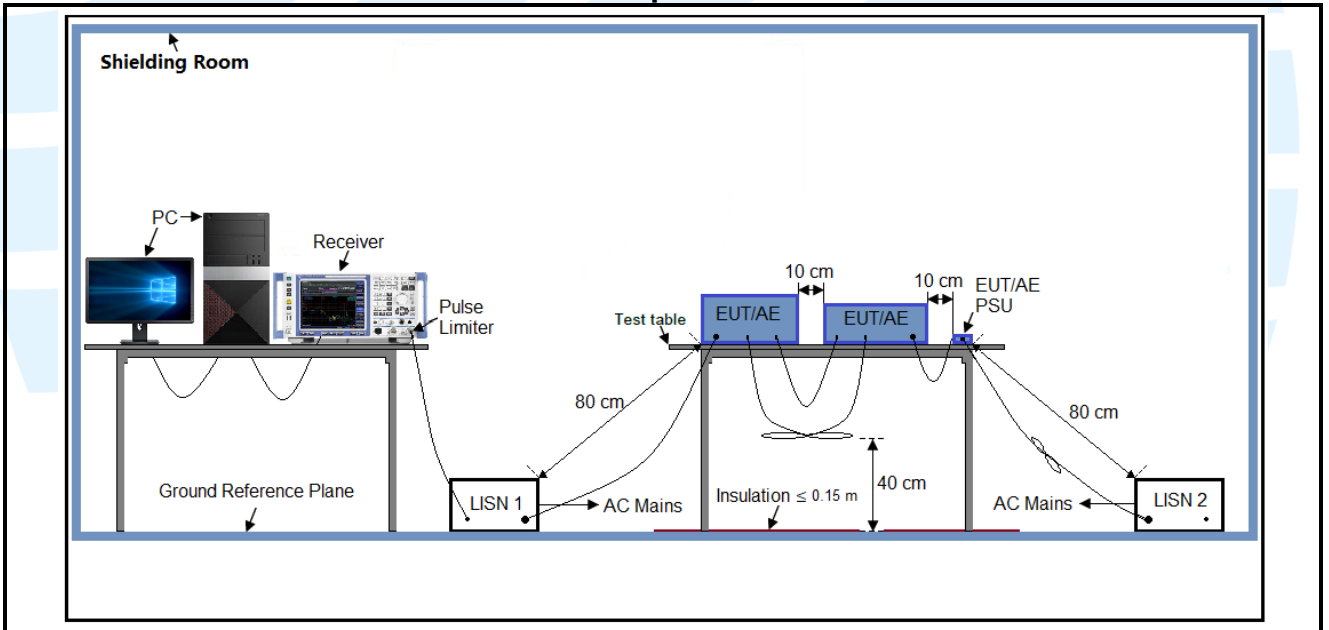 Shielding Room
PC
Receiver
Pulse
Limiter
10 cm
10 cm
EUT/AE
PSU
Test table
EUT/AE
EUT/AE
80 cm
80 cm
Ground Reference Plane
LISN 1
AC Mains
Insulation ≤ 0.15 m
40 cm
AC Mains
LISN 2